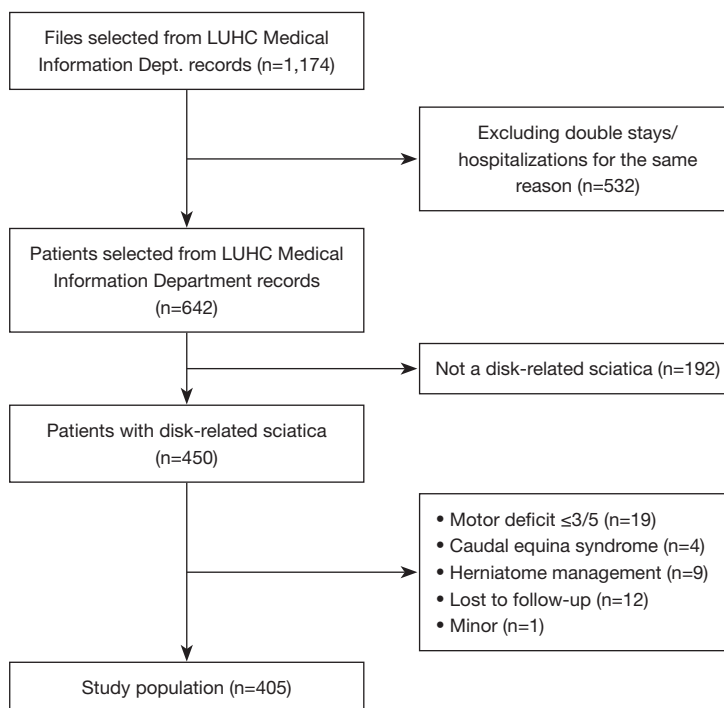 Files selected from LUHC Medical
Information Dept. records (n=1,174)
Excluding double stays/
hospitalizations for the same
reason (n=532)
Patients selected from LUHC Medical
Information Department records
(n=642)
Not a disk-related sciatica (n=192)
Patients with disk-related sciatica
(n=450)
• Motor deficit ≤3/5 (n=19)
• Caudal equina syndrome (n=4)
• Herniatome management (n=9)
• Lost to follow-up (n=12)
• Minor (n=1)
Study population (n=405)